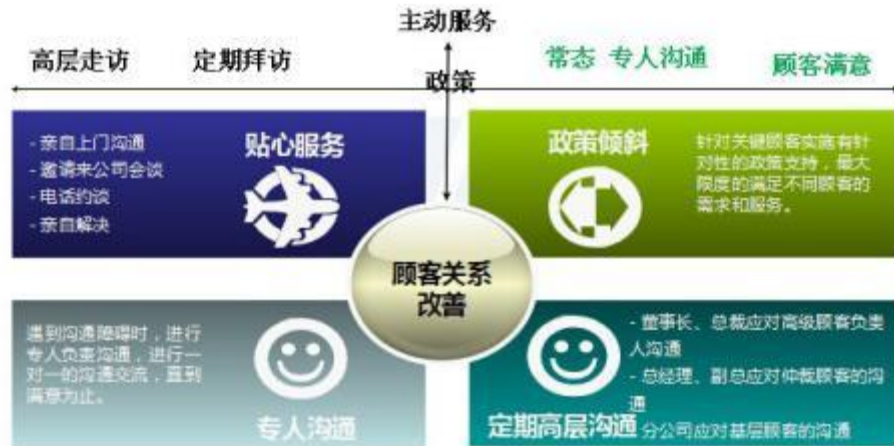 主动服务
高层走访 定期拜访 政策 常态 专人沟通 顾客满意
- 亲自上门沟通
- 邀请来公司会谈
- 电话约谈
- 亲自解决
贴心服务
政策倾斜
针对关键顾客实施有针
对性的政策支持，最大
限度的满足不同顾客的
需求和服务。
顾客关系
改善
遇到沟通障碍时，进行
专人负责沟通，进行一
对一的沟通交流，直到
满意为止。
专人沟通
- 董事长、总裁应对高级顾客负责
人沟通
- 总经理、副总应对仲裁顾客的沟
通
分公司应对基层顾客的沟通
定期高层沟通